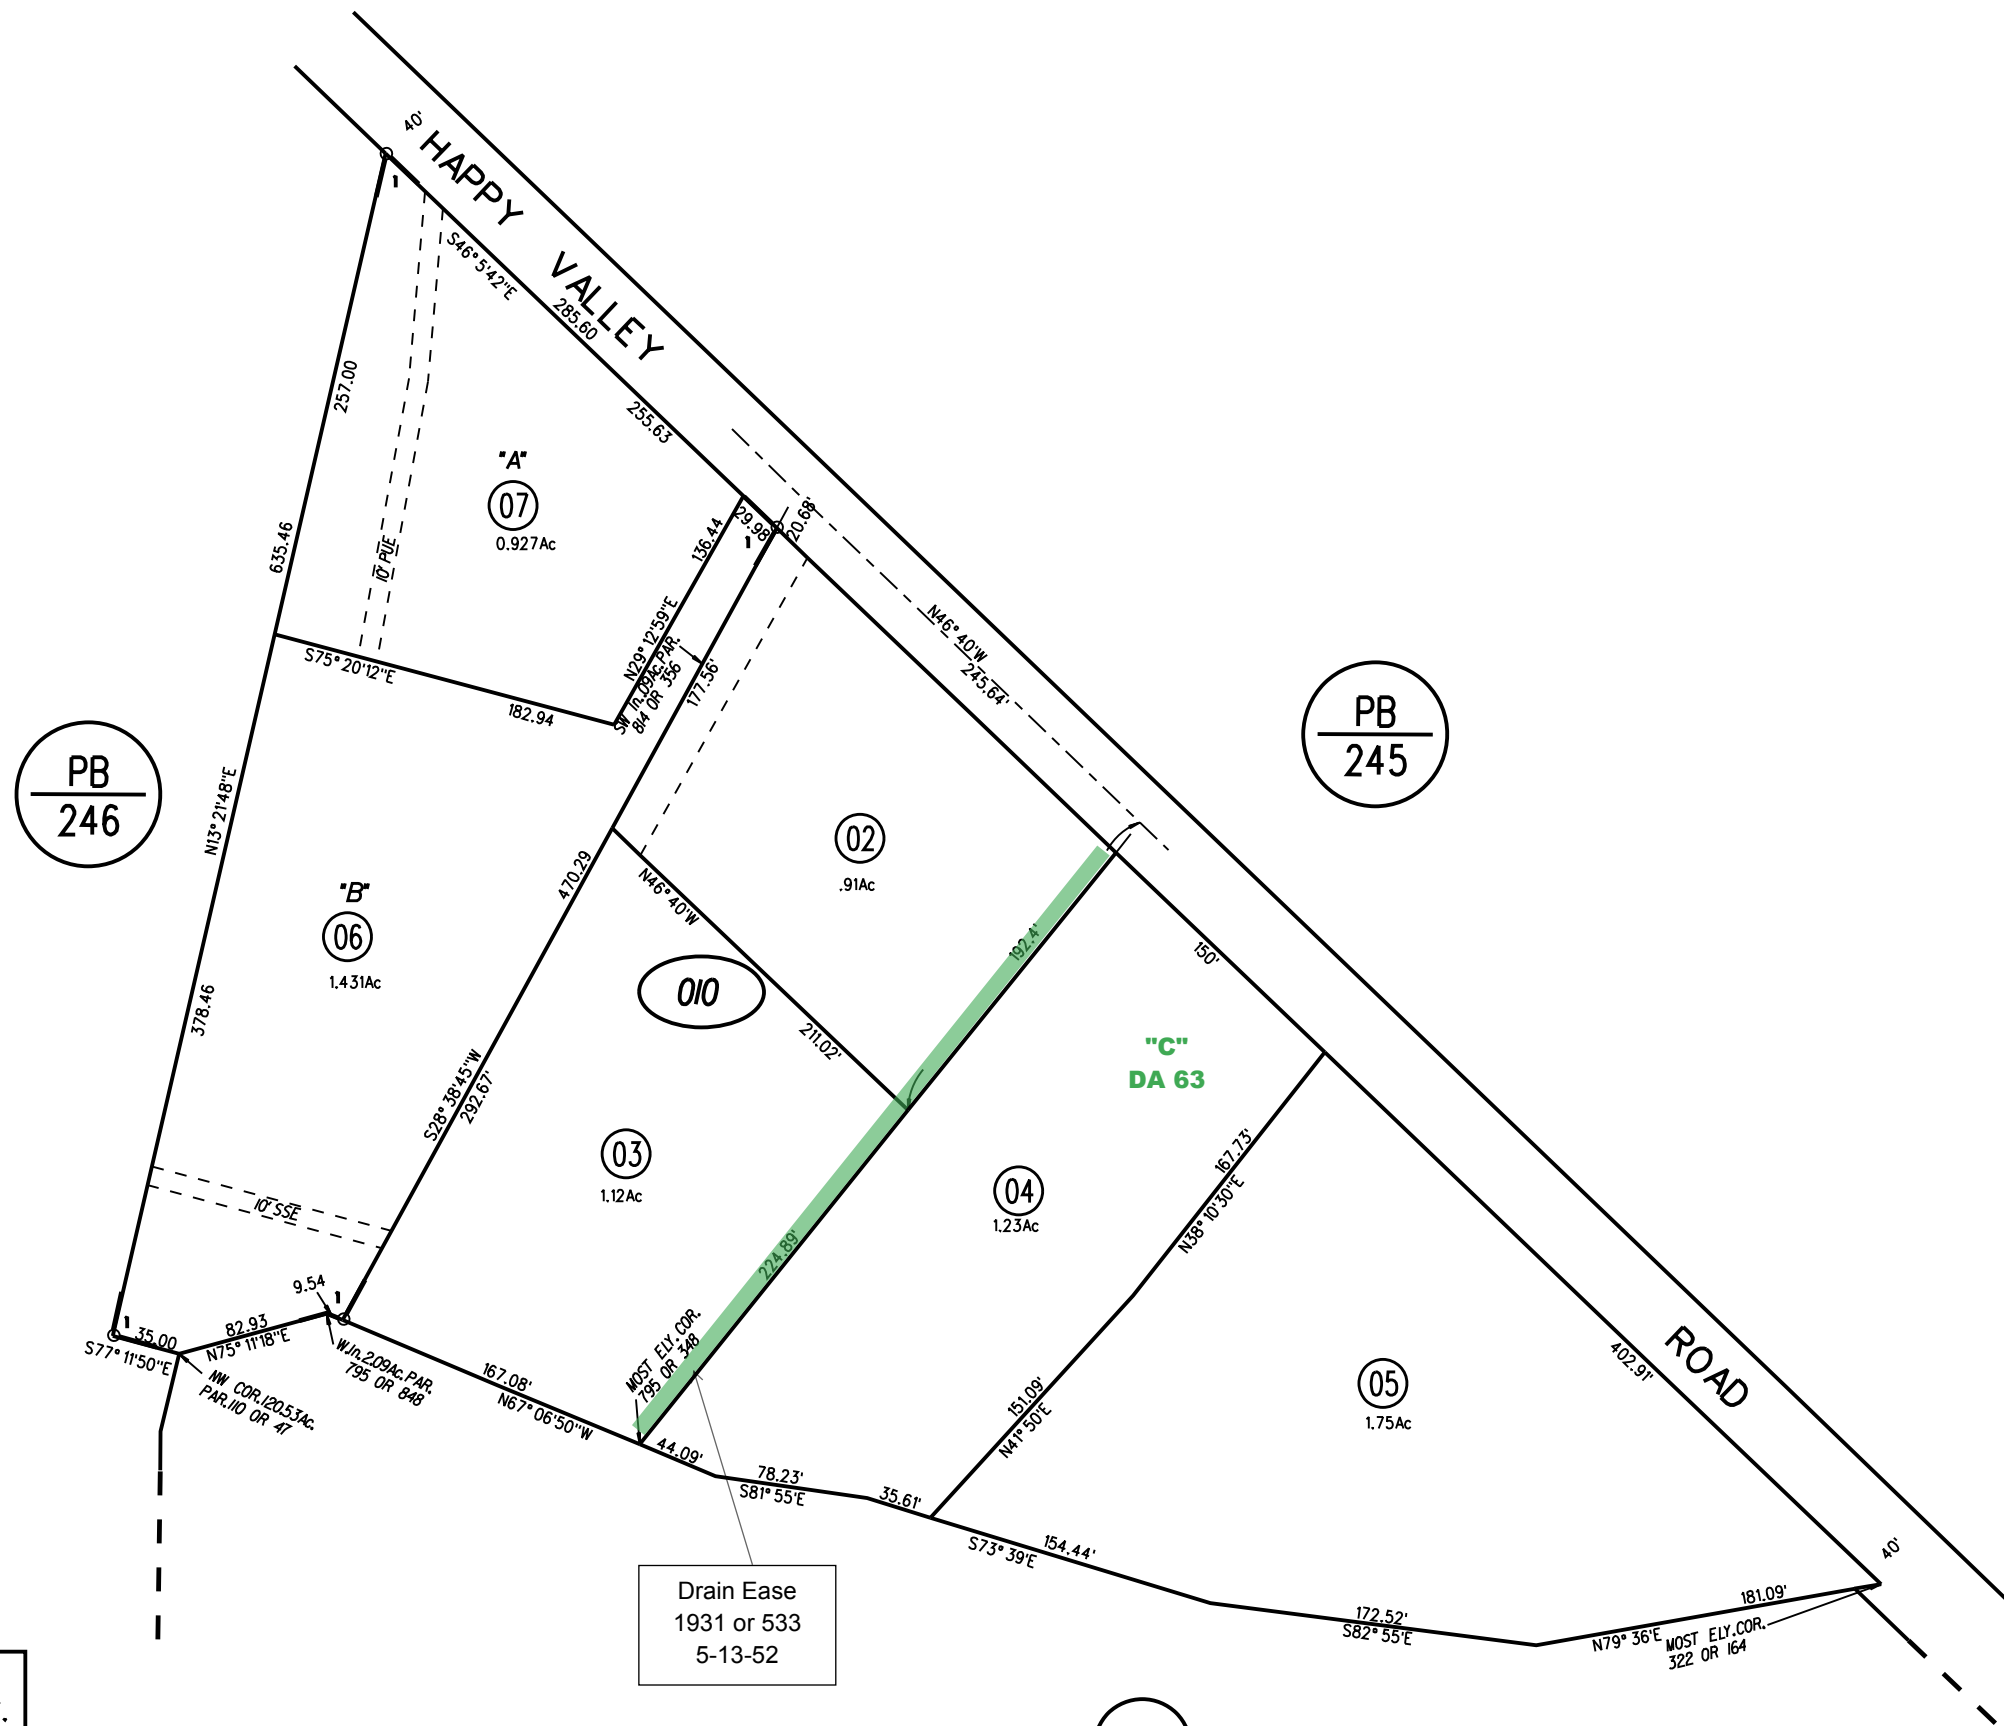 40'
HAPPY VALLEY
1
S46° 5'42"E
285.60
257.00
255.63
"A"
07
0.927Ac
10' PUE
635.46
136.44
29.98
1
20.68'
N29° 12'59"E
SW ln..09Ac.PAR.
814 OR 356
177.56'
N46° 40'W
245.64'
S75° 20'12"E
182.94
PB
246
PB
245
N13° 21'48"E
02
.91Ac
470.29
N46° 40'W
"B"
06
1.431Ac
192.4'
150'
010
378.46
211.02'
"C"
DA 63
S28° 38'45"W
292.67'
03
1.12Ac
167.73'
N38° 10'30"E
04
1.23Ac
10' SSE
224.89'
9.54
1
1
35.00
S77° 11'50"E
82.93
N75° 11'18"E
W.ln.2.09Ac.PAR.
795 OR 848
MOST ELY.COR.
795 OR 348
NW COR.120.53Ac.
PAR.110 OR 47
167.08'
N67° 06'50"W
151.09'
N41° 50'E
05
1.75Ac
402.91'
ROAD
44.09'
78.23'
S81° 55'E
35.61'
S73° 39'E
154.44'
40'
172.52'
S82° 55'E
181.09'
N79° 36'E
MOST ELY.COR.
322 OR 164
Drain Ease
1931 or 533
5-13-52